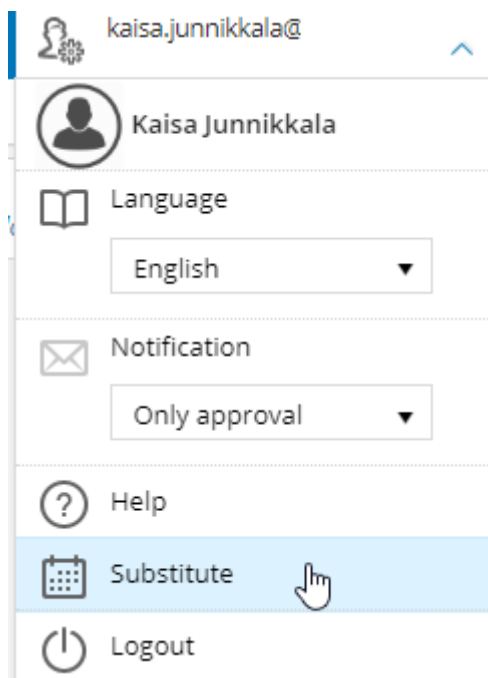 kaisa.junnikkala@
Kaisa Junnikkala
Language
English
Notification
Only approval
Help
Substitute
Logout